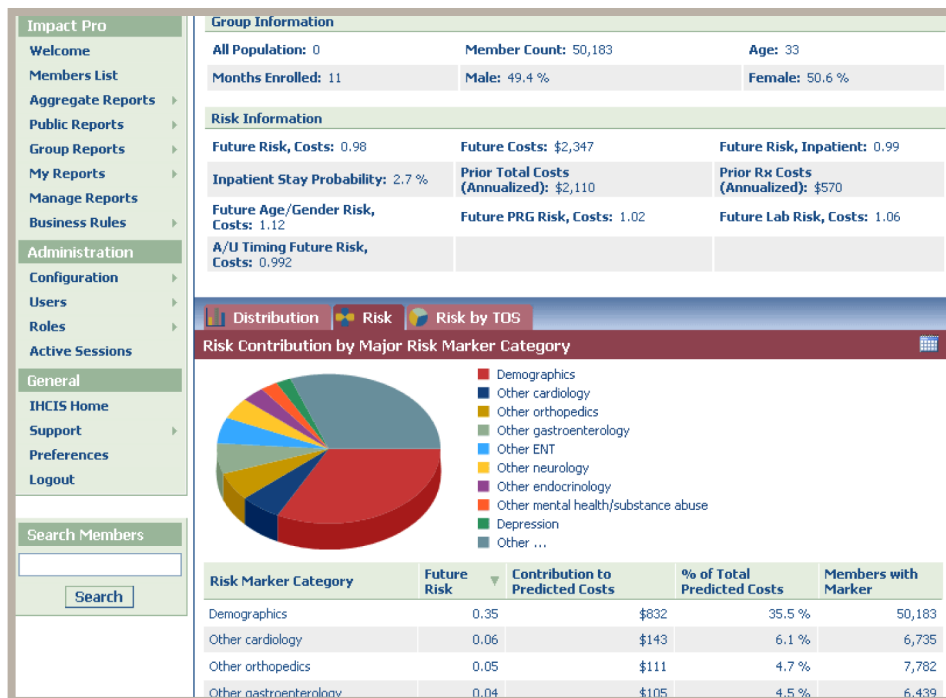 Impact Pro
Welcome
Members List
Aggregate Reports
Public Reports
Group Reports
My Reports
Manage Reports
Business Rules
Administration
Configuration
Users
Roles
Active Sessions
General
IHCIS Home
Support
Preferences
Logout
Search Members
Search
Group Information
All Population: 0 Member Count: 50,183 Age: 33
Months Enrolled: 11 Male: 49.4 % Female: 50.6 %
Risk Information
Future Risk, Costs: 0.98 Future Costs: $2,347 Future Risk, Inpatient: 0.99
Inpatient Stay Probability: 2.7 % Prior Total Costs (Annualized): $2,110 Prior Rx Costs (Annualized): $570
Future Age/Gender Risk, Costs: 1.12 Future PRG Risk, Costs: 1.02 Future Lab Risk, Costs: 1.06
A/U Timing Future Risk, Costs: 0.992
Distribution Risk Risk by TOS
Risk Contribution by Major Risk Marker Category
Demographics
Other cardiology
Other orthopedics
Other gastroenterology
Other ENT
Other neurology
Other endocrinology
Other mental health/substance abuse
Depression
Other ...
Risk Marker Category Future Risk Contribution to Predicted Costs % of Total Predicted Costs Members with Marker
Demographics 0.35 $832 35.5 % 50,183
Other cardiology 0.06 $143 6.1 % 6,735
Other orthopedics 0.05 $111 4.7 % 7,782
Other gastroenterology 0.04 $105 4.5 % 6,439